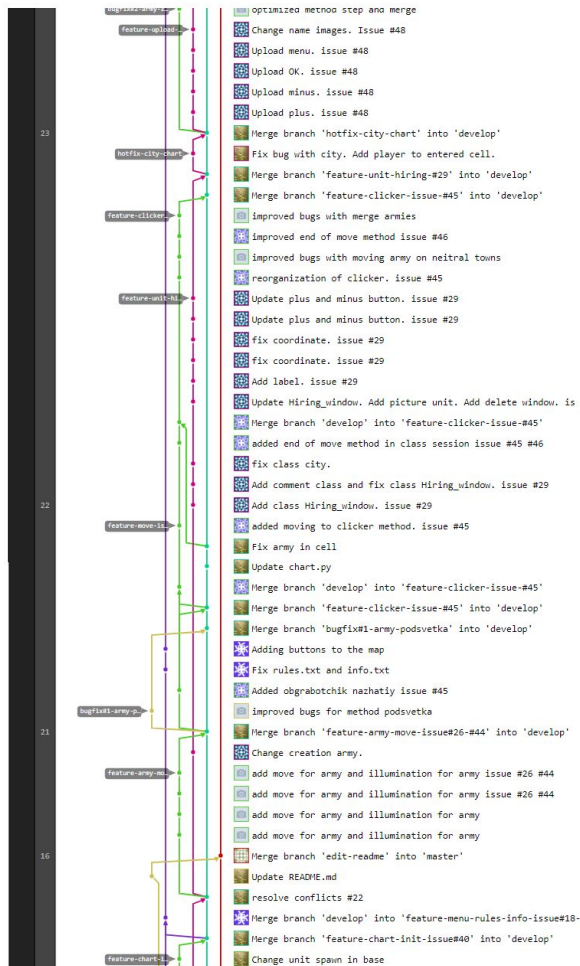 optimized method step and merge
feature-upload-… Change name images. Issue #48
Upload menu. issue #48
Upload OK. issue #48
Upload minus. issue #48
Upload plus. issue #48
23 Merge branch 'hotfix-city-chart' into 'develop'
hotfix-city-chart Fix bug with city. Add player to entered cell.
Merge branch 'feature-unit-hiring-#29' into 'develop'
Merge branch 'feature-clicker-issue-#45' into 'develop'
feature-clicker… improved bugs with merge armies
improved end of move method issue #46
improved bugs with moving army on neitral towns
reorganization of clicker. issue #45
feature-unit-hi… Update plus and minus button. issue #29
Update plus and minus button. issue #29
fix coordinate. issue #29
fix coordinate. issue #29
Add label. issue #29
Update Hiring_window. Add picture unit. Add delete window. is
Merge branch 'develop' into 'feature-clicker-issue-#45'
added end of move method in class session issue #45 #46
fix class city.
Add comment class and fix class Hiring_window. issue #29
22 Add class Hiring_window. issue #29
feature-move-is… added moving to clicker method. issue #45
Fix army in cell
Update chart.py
Merge branch 'develop' into 'feature-clicker-issue-#45'
Merge branch 'feature-clicker-issue-#45' into 'develop'
Merge branch 'bugfix#1-army-podsvetka' into 'develop'
Adding buttons to the map
Fix rules.txt and info.txt
Added obgrabotchik nazhatiy issue #45
bugfix#1-army-p… improved bugs for method podsvetka
21 Merge branch 'feature-army-move-issue#26-#44' into 'develop'
Change creation army.
feature-army-mo… add move for army and illumination for army issue #26 #44
add move for army and illumination for army issue #26 #44
add move for army and illumination for army
add move for army and illumination for army
16 Merge branch 'edit-readme' into 'master'
Update README.md
resolve conflicts #22
Merge branch 'develop' into 'feature-menu-rules-info-issue#18-
Merge branch 'feature-chart-init-issue#40' into 'develop'
feature-chart-i… Change unit spawn in base